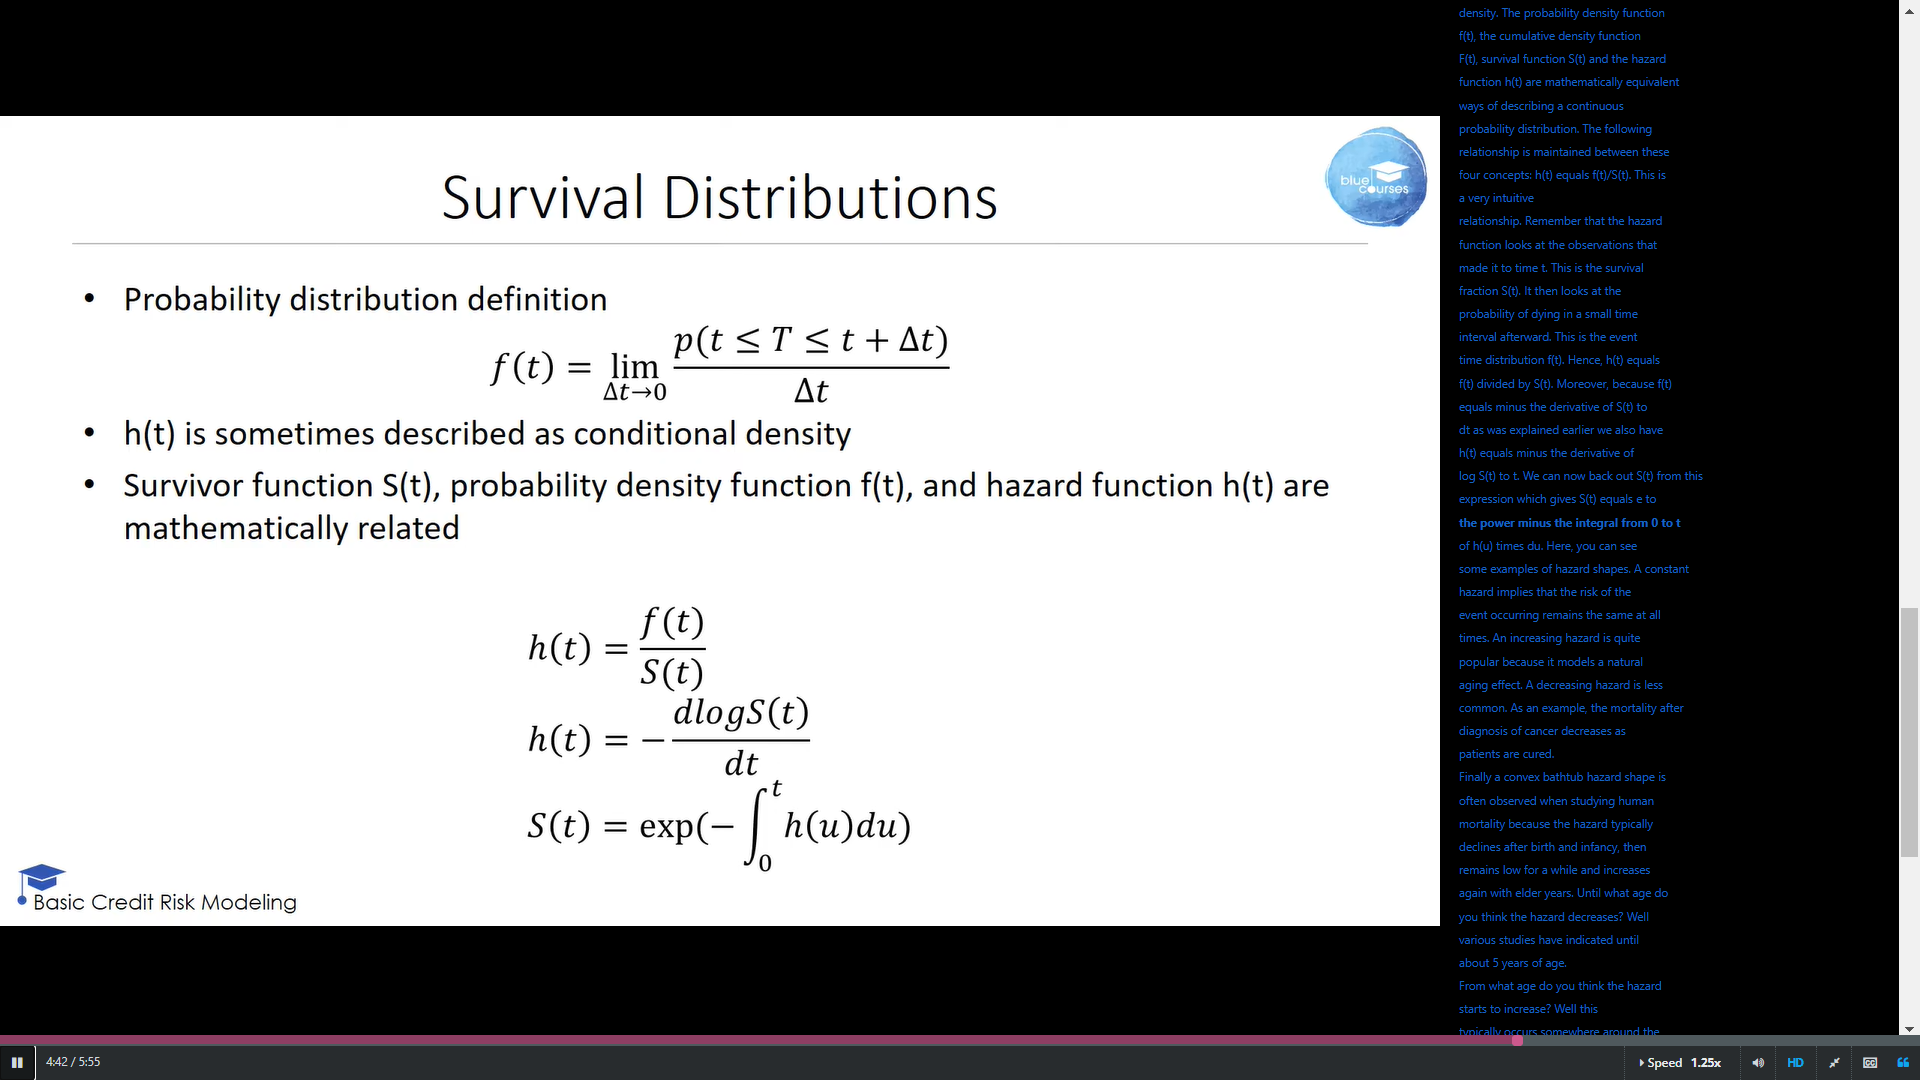 Survival Distributions
blue
courses
• Probability distribution definition
f(t) = lim Δt→0 p(t ≤ T ≤ t + Δt) / Δt
• h(t) is sometimes described as conditional density
• Survivor function S(t), probability density function f(t), and hazard function h(t) are
mathematically related
h(t) = f(t) / S(t)
h(t) = − dlogS(t) / dt
S(t) = exp(− ∫₀ᵗ h(u)du)
Basic Credit Risk Modeling
density. The probability density function
f(t), the cumulative density function
F(t), survival function S(t) and the hazard
function h(t) are mathematically equivalent
ways of describing a continuous
probability distribution. The following
relationship is maintained between these
four concepts: h(t) equals f(t)/S(t). This is
a very intuitive
relationship. Remember that the hazard
function looks at the observations that
made it to time t. This is the survival
fraction S(t). It then looks at the
probability of dying in a small time
interval afterward. This is the event
time distribution f(t). Hence, h(t) equals
f(t) divided by S(t). Moreover, because f(t)
equals minus the derivative of S(t) to
dt as was explained earlier we also have
h(t) equals minus the derivative of
log S(t) to t. We can now back out S(t) from this
expression which gives S(t) equals e to
the power minus the integral from 0 to t
of h(u) times du. Here, you can see
some examples of hazard shapes. A constant
hazard implies that the risk of the
event occurring remains the same at all
times. An increasing hazard is quite
popular because it models a natural
aging effect. A decreasing hazard is less
common. As an example, the mortality after
diagnosis of cancer decreases as
patients are cured.
Finally a convex bathtub hazard shape is
often observed when studying human
mortality because the hazard typically
declines after birth and infancy, then
remains low for a while and increases
again with elder years. Until what age do
you think the hazard decreases? Well
various studies have indicated until
about 5 years of age.
From what age do you think the hazard
starts to increase? Well this
typically occurs somewhere around the
4:42 / 5:55
Speed 1.25x
HD
CC